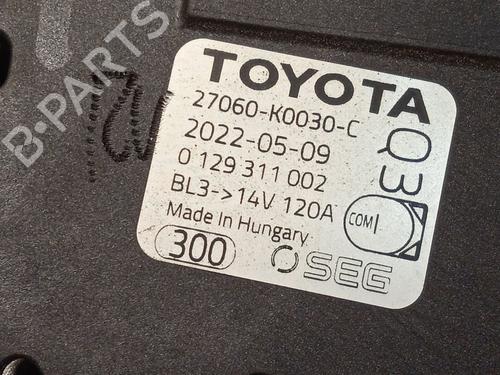 B-PARTS
TOYOTA
27060-K0030-C
2022-05-09
0 129 311 002
BL3->14V 120A
Made In Hungary
300
SEG
Q3
COM